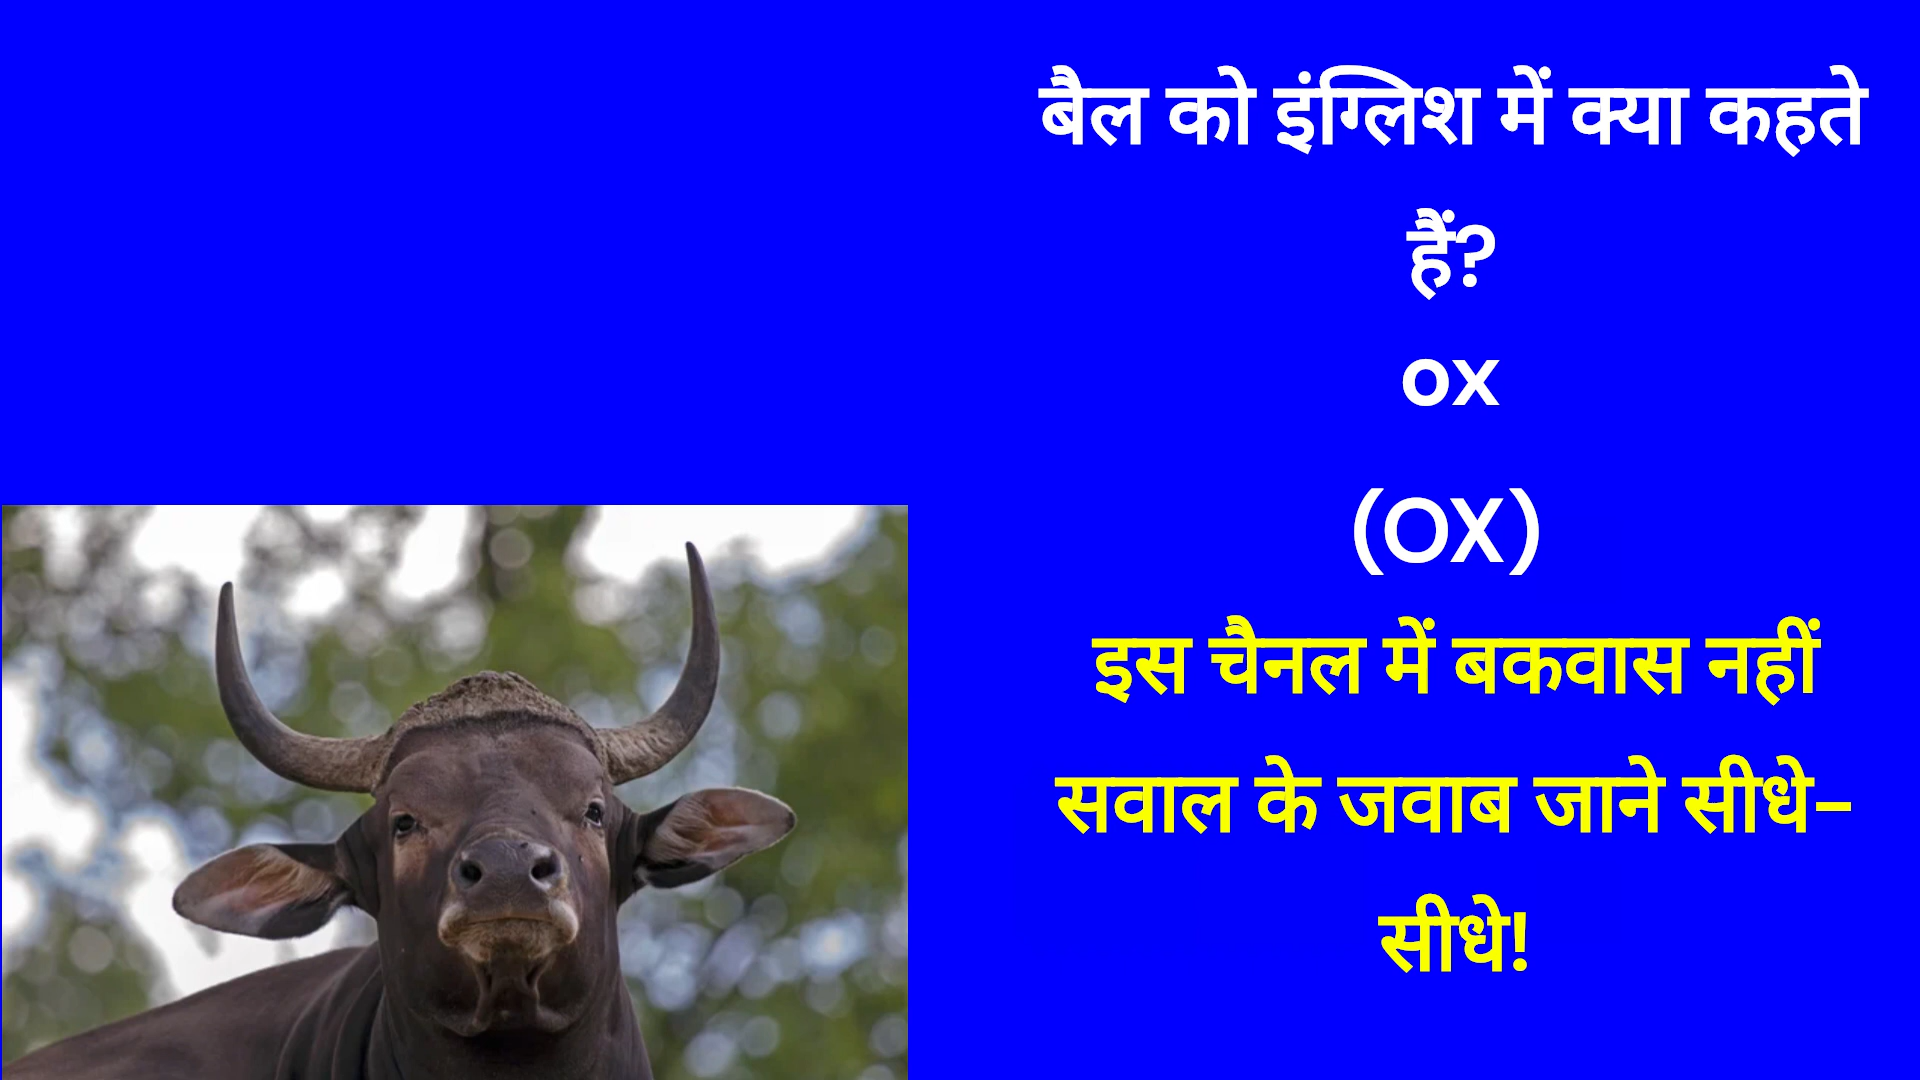 बैल को इंग्लिश में क्या कहते
हैं?
ox
(OX)
इस चैनल में बकवास नहीं
सवाल के जवाब जाने सीधे–
सीधे!